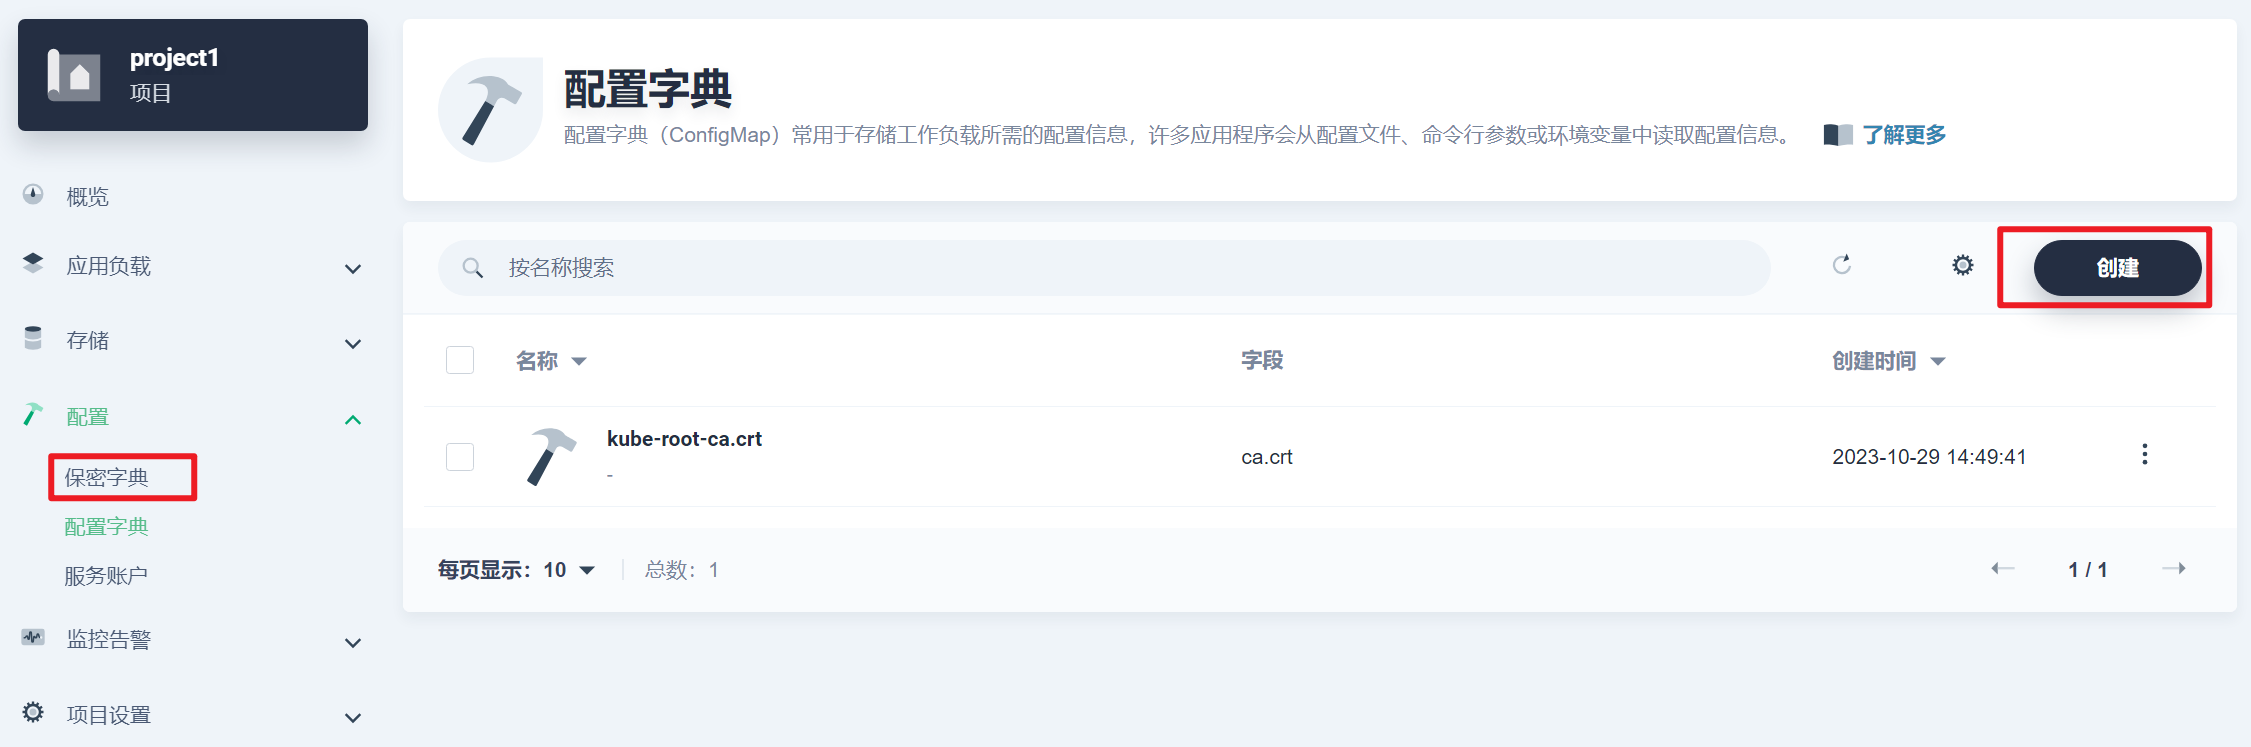 project1
项目
概览
应用负载
存储
配置
保密字典
配置字典
服务账户
监控告警
项目设置
配置字典
配置字典（ConfigMap）常用于存储工作负载所需的配置信息，许多应用程序会从配置文件、命令行参数或环境变量中读取配置信息。 了解更多
按名称搜索 创建
名称 字段 创建时间
kube-root-ca.crt
-
ca.crt 2023-10-29 14:49:41
每页显示：10 总数：1 1 / 1